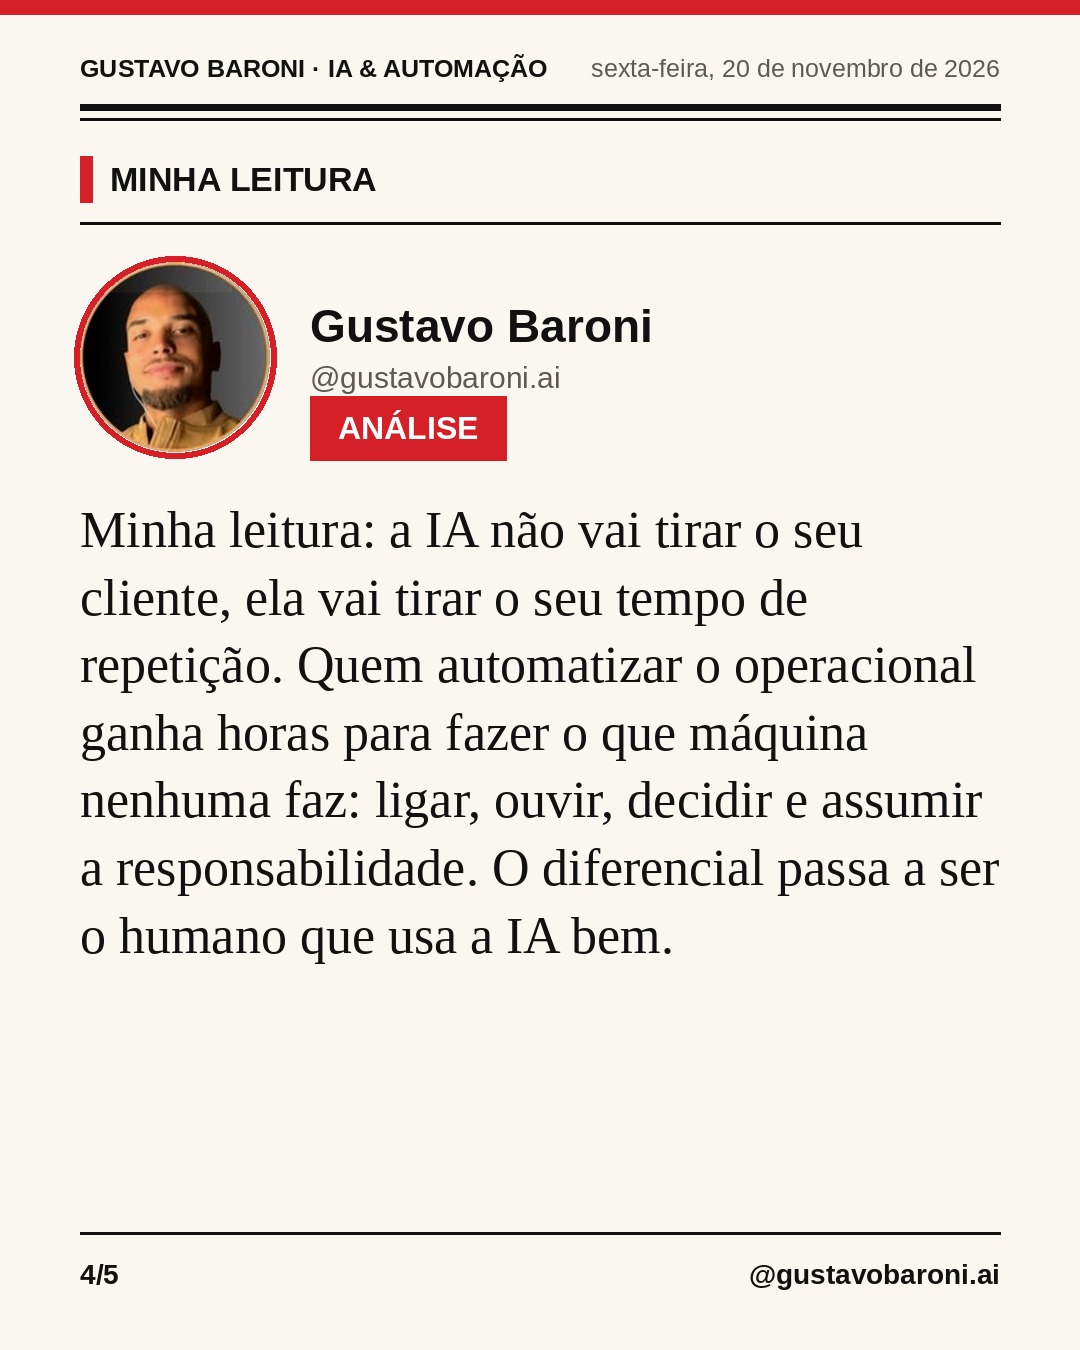 GUSTAVO BARONI · IA & AUTOMAÇÃO
sexta-feira, 20 de novembro de 2026
MINHA LEITURA
Gustavo Baroni
@gustavobaroni.ai
ANÁLISE
Minha leitura: a IA não vai tirar o seu
cliente, ela vai tirar o seu tempo de
repetição. Quem automatizar o operacional
ganha horas para fazer o que máquina
nenhuma faz: ligar, ouvir, decidir e assumir
a responsabilidade. O diferencial passa a ser
o humano que usa a IA bem.
4/5
@gustavobaroni.ai